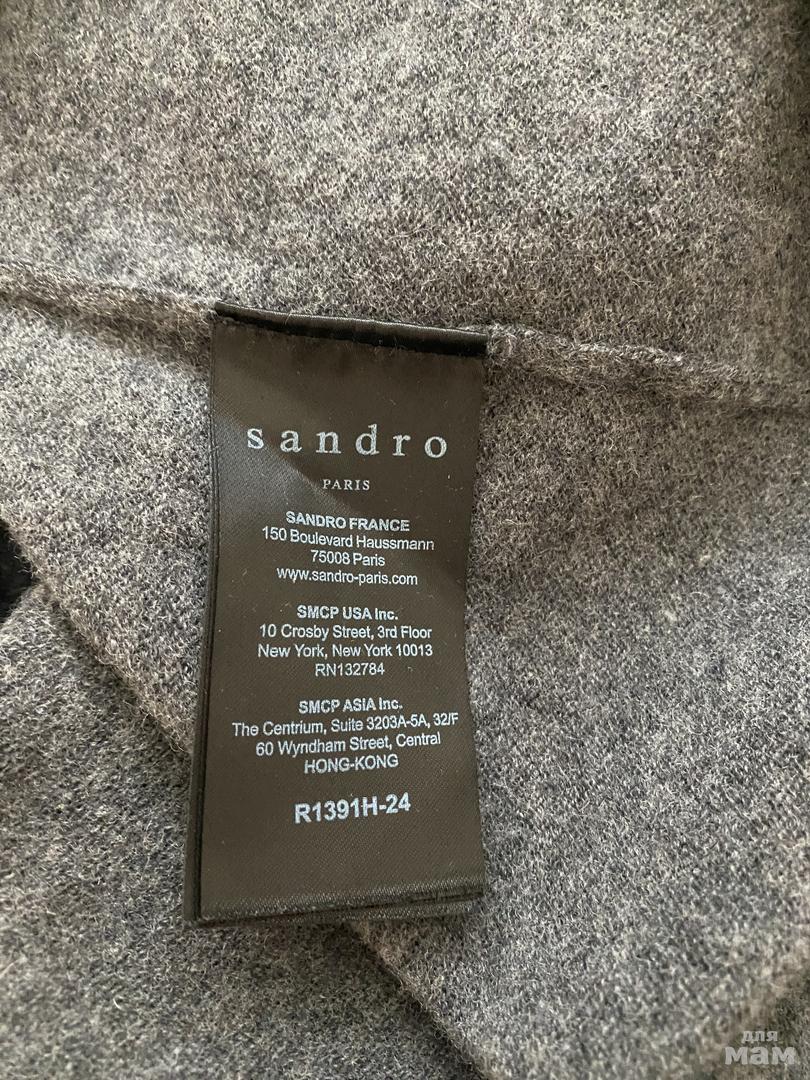 sandro
PARIS
SANDRO FRANCE
150 Boulevard Haussmann
75008 Paris
www.sandro-paris.com
SMCP USA Inc.
10 Crosby Street, 3rd Floor
New York, New York 10013
RN132784
SMCP ASIA Inc.
The Centrium, Suite 3203A-5A, 32/F
60 Wyndham Street, Central
HONG-KONG
R1391H-24
для
мам